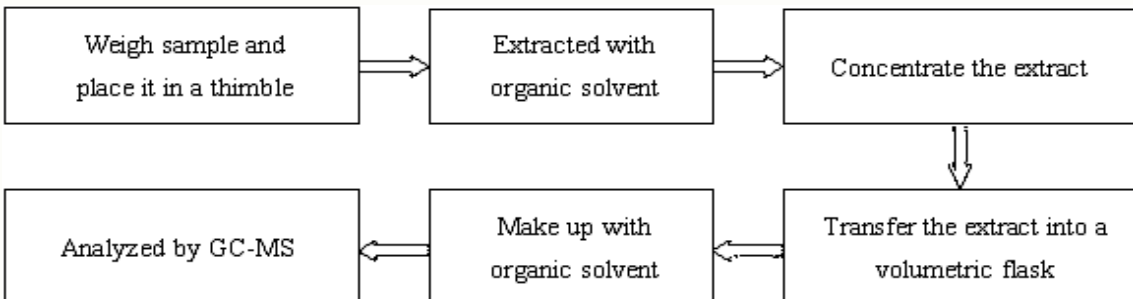 Weigh sample and
place it in a thimble
Extracted with
organic solvent
Concentrate the extract
Transfer the extract into a
volumetric flask
Make up with
organic solvent
Analyzed by GC-MS